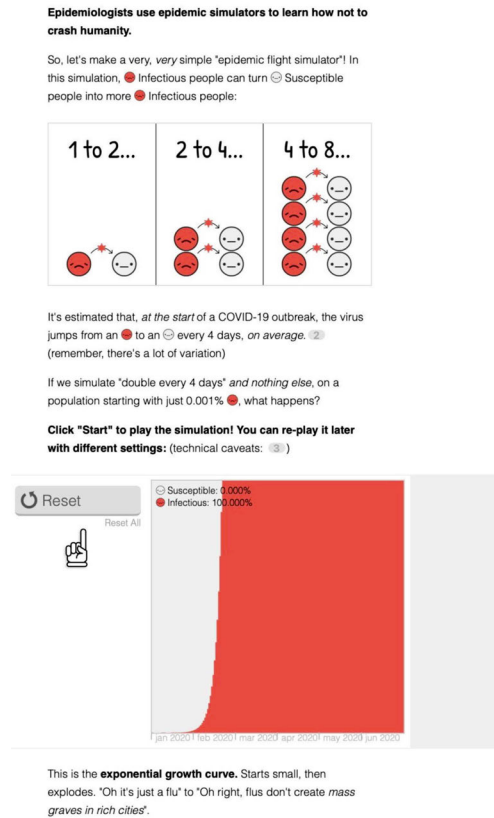 Epidemiologists use epidemic simulators to learn how not to
crash humanity.
So, let's make a very, very simple "epidemic flight simulator"! In
this simulation, Infectious people can turn Susceptible
people into more Infectious people:
1 to 2... 2 to 4... 4 to 8...
It's estimated that, at the start of a COVID-19 outbreak, the virus
jumps from an to an every 4 days, on average. 2
(remember, there's a lot of variation)
If we simulate "double every 4 days" and nothing else, on a
population starting with just 0.001% , what happens?
Click "Start" to play the simulation! You can re-play it later
with different settings: (technical caveats: 3 )
Reset
Reset All
Susceptible: 0.000%
Infectious: 100.000%
jan 2020 feb 2020 mar 2020 apr 2020 may 2020 jun 2020
This is the exponential growth curve. Starts small, then
explodes. "Oh it's just a flu" to "Oh right, flus don't create mass
graves in rich cities".